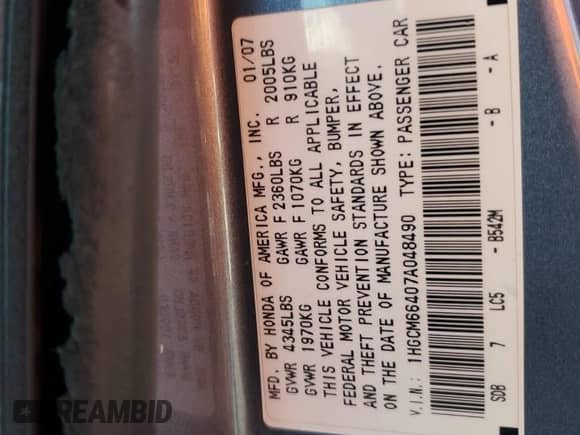 MFD. BY HONDA OF AMERICA MFG., INC. 01/07
GVWR 4345LBS GAWR F 2360LBS R 2005LBS
GVWR 1970KG GAWR F 1070KG R 910KG
THIS VEHICLE CONFORMS TO ALL APPLICABLE
FEDERAL MOTOR VEHICLE SAFETY, BUMPER,
AND THEFT PREVENTION STANDARDS IN EFFECT
ON THE DATE OF MANUFACTURE SHOWN ABOVE.
V.I.N.: 1HGCM66407A048490 TYPE: PASSENGER CAR
SDB 7 LC5 - B542M - B - A
REAMBID